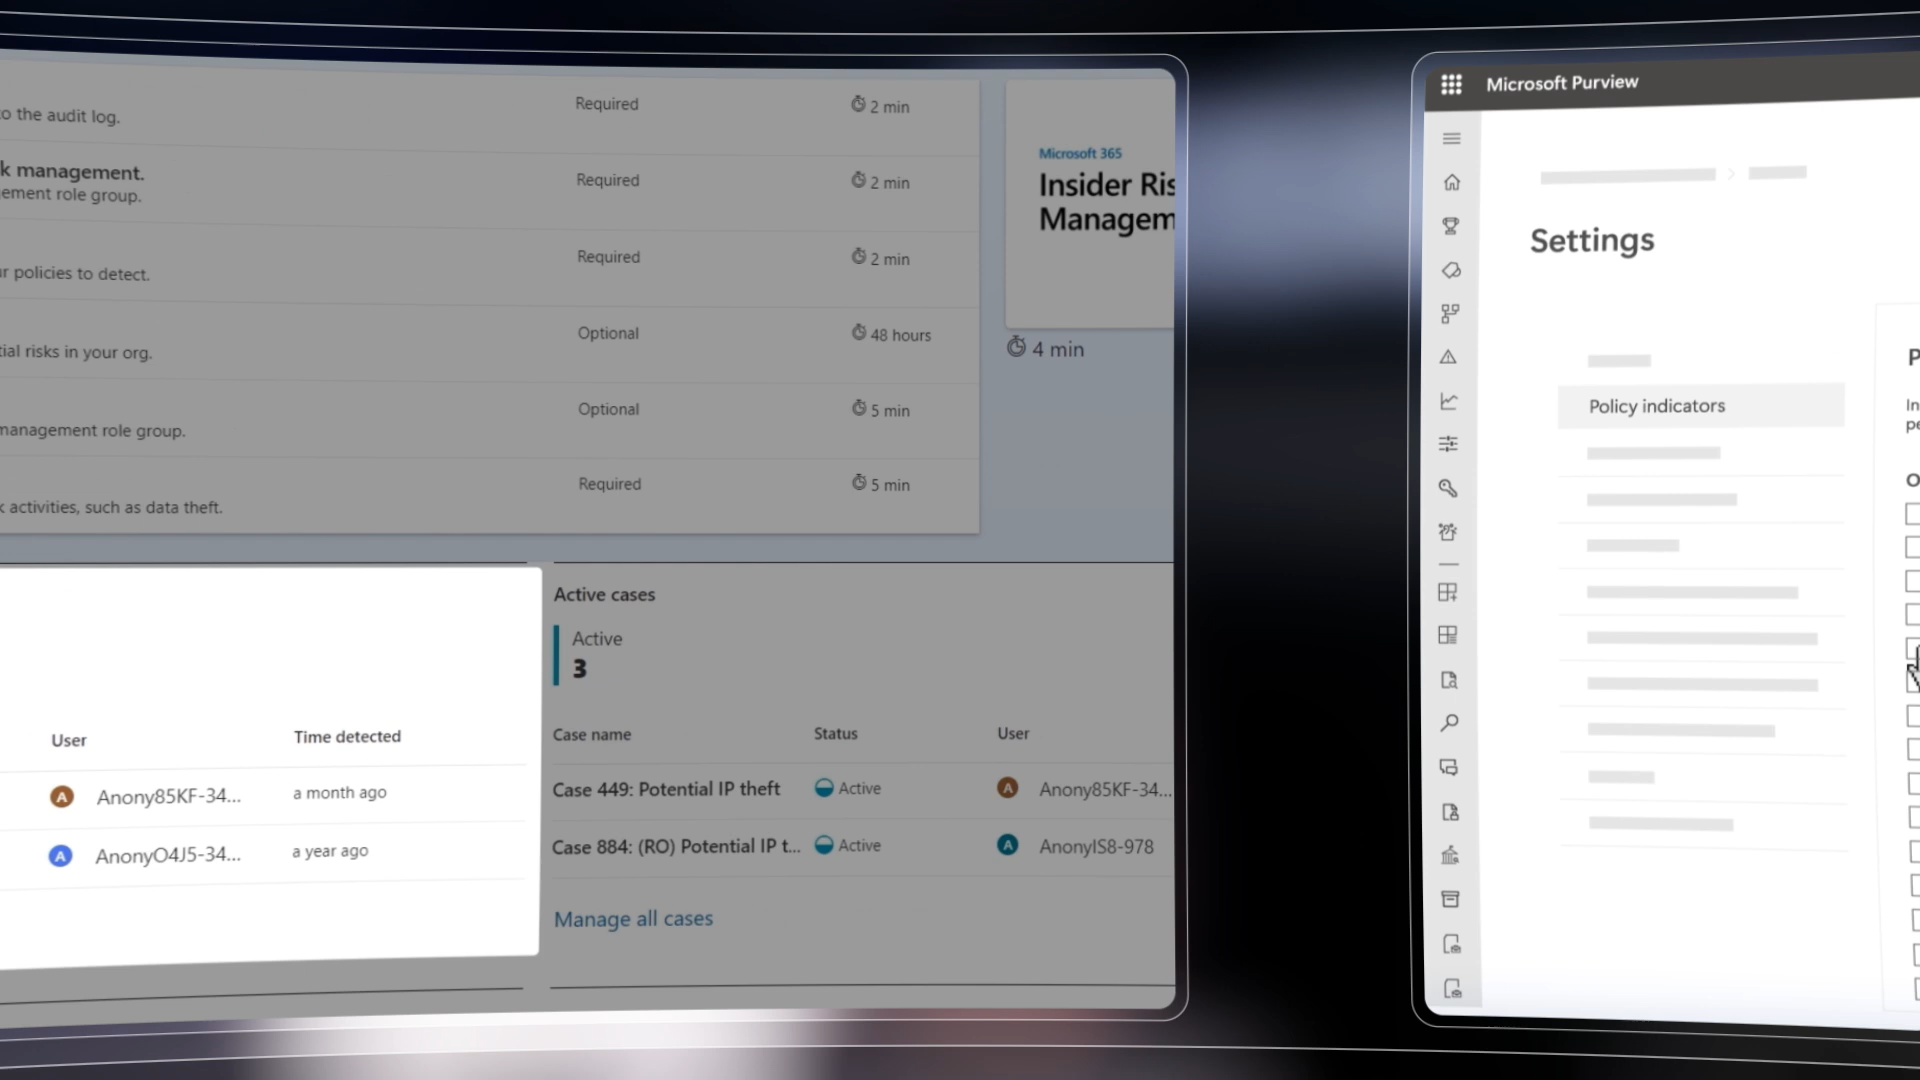 o the audit log.
Required
2 min
k management.
ement role group.
Required
2 min
ur policies to detect.
Required
2 min
tial risks in your org.
Optional
48 hours
management role group.
Optional
5 min
k activities, such as data theft.
Required
5 min
Microsoft 365
Insider Ris
Managem
4 min
User
Time detected
A
Anony85KF-34...
a month ago
A
AnonyO4J5-34...
a year ago
Active cases
Active
3
Case name
Status
User
Case 449: Potential IP theft
Active
A
Anony85KF-34...
Case 884: (RO) Potential IP t...
Active
A
AnonyIS8-978
Manage all cases
Microsoft Purview
Settings
Policy indicators
P
In
pe
O